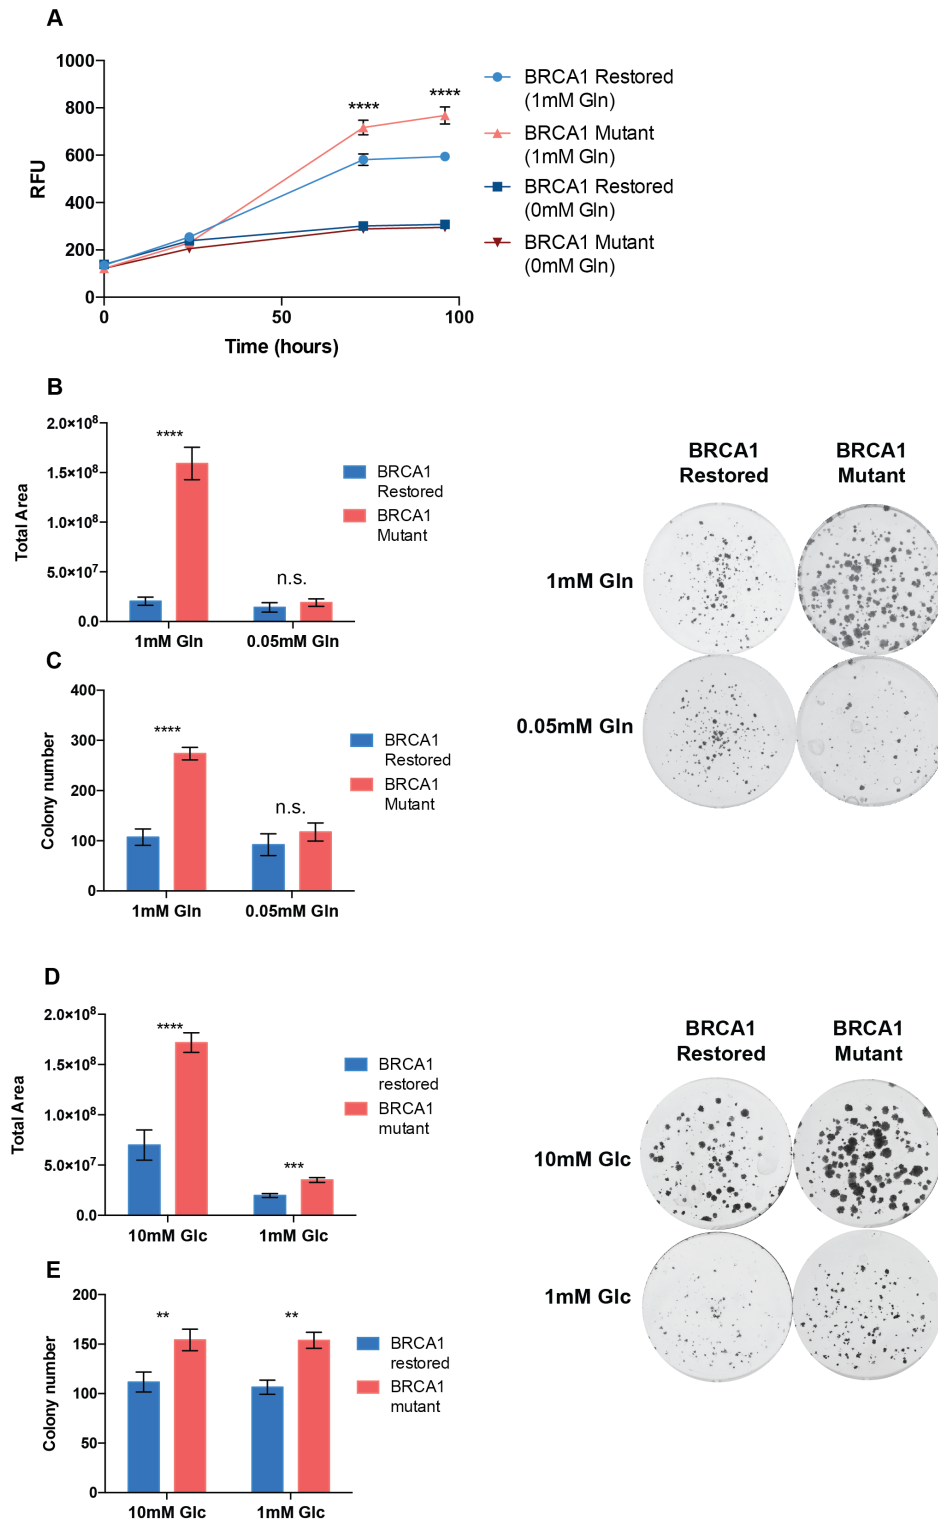 A
1000
800
600
400
200
0
RFU
0
50
100
Time (hours)
****
****
BRCA1 Restored
(1mM Gln)
BRCA1 Mutant
(1mM Gln)
BRCA1 Restored
(0mM Gln)
BRCA1 Mutant
(0mM Gln)
B
2.0×10⁸
1.5×10⁸
1.0×10⁸
5.0×10⁷
0.0
Total Area
****
n.s.
1mM Gln
0.05mM Gln
BRCA1
Restored
BRCA1
Mutant
BRCA1
Restored
BRCA1
Mutant
1mM Gln
0.05mM Gln
C
400
300
200
100
0
Colony number
****
n.s.
1mM Gln
0.05mM Gln
BRCA1
Restored
BRCA1
Mutant
D
2.0×10⁸
1.5×10⁸
1.0×10⁸
5.0×10⁷
0.0
Total Area
****
***
10mM Glc
1mM Glc
BRCA1
restored
BRCA1
mutant
BRCA1
Restored
BRCA1
Mutant
10mM Glc
1mM Glc
E
200
150
100
50
0
Colony number
**
**
10mM Glc
1mM Glc
BRCA1
restored
BRCA1
mutant